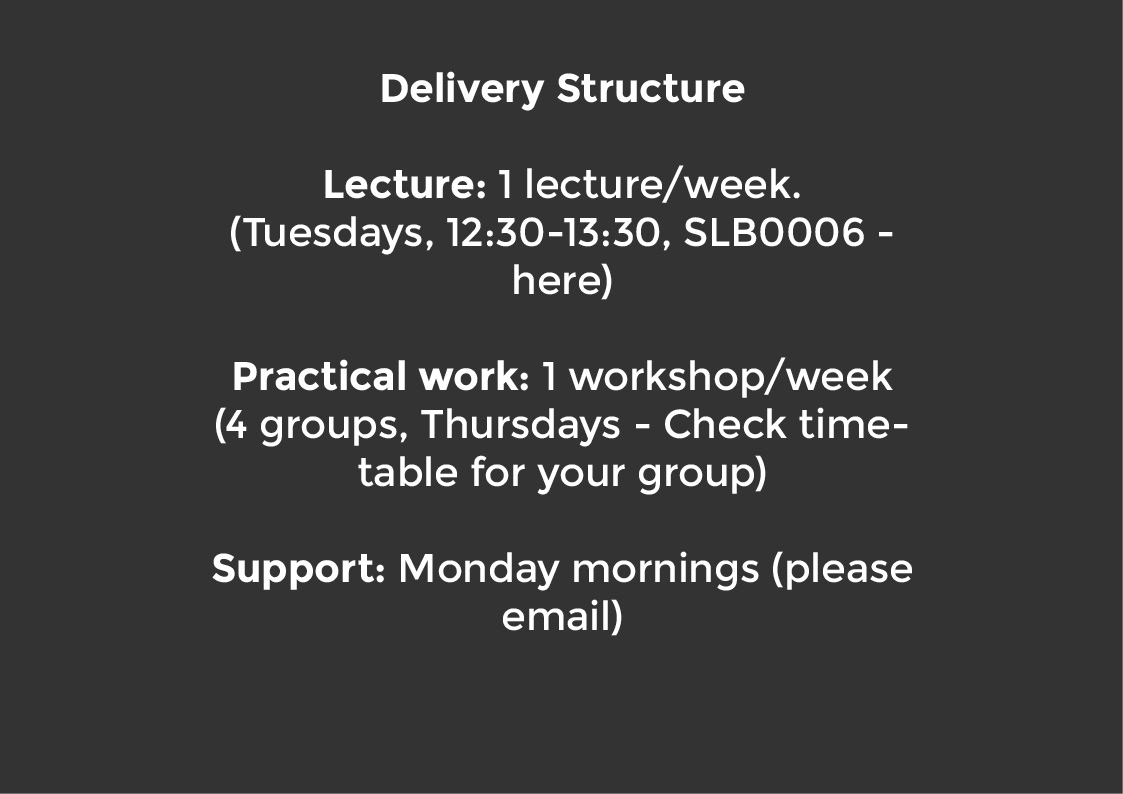 Delivery Structure
Lecture: 1 lecture/week.
(Tuesdays, 12:30-13:30, SLB0006 -
here)
Practical work: 1 workshop/week
(4 groups, Thursdays - Check time-
table for your group)
Support: Monday mornings (please
email)